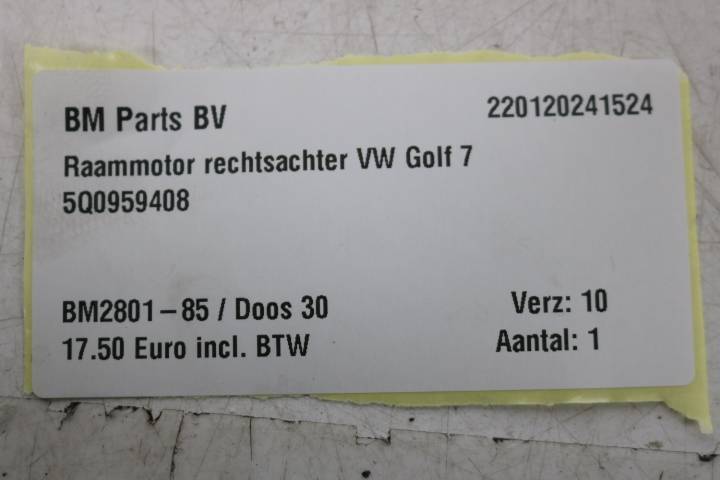 BM Parts BV 220120241524
Raammotor rechtsachter VW Golf 7
5Q0959408
BM2801-85 / Doos 30 Verz: 10
17.50 Euro incl. BTW Aantal: 1